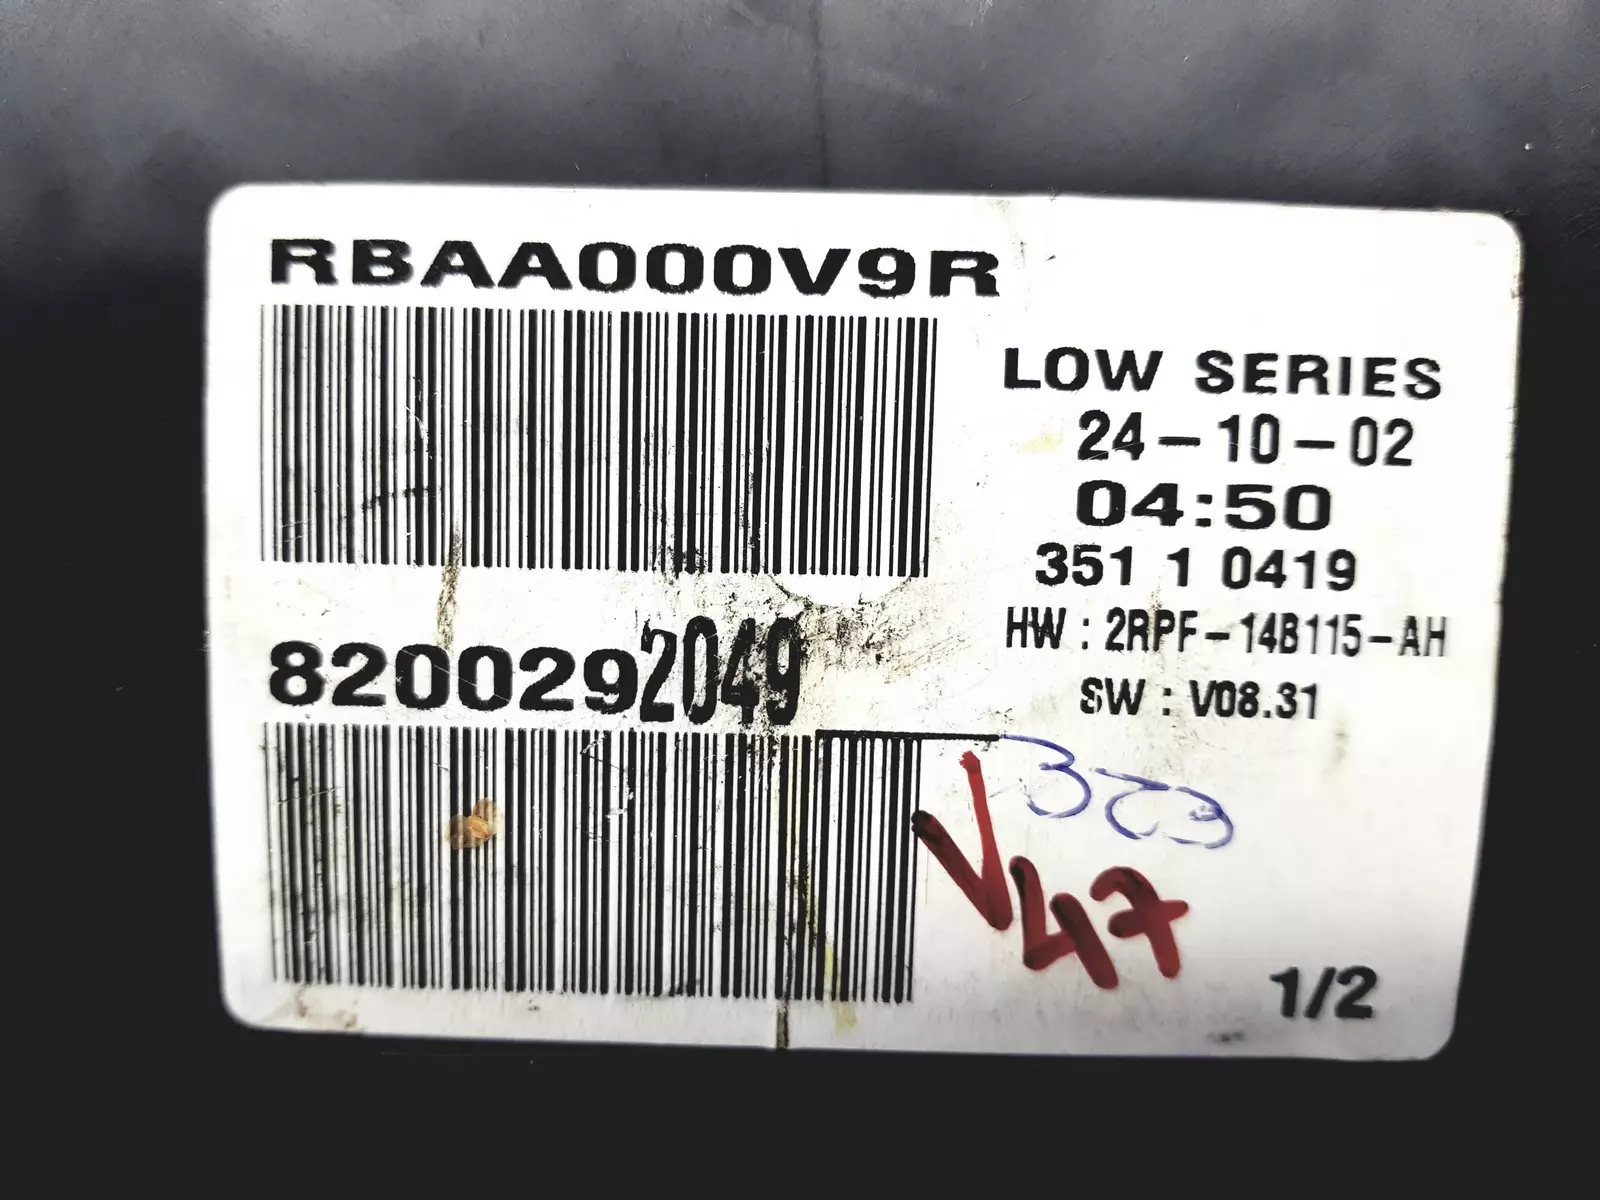 RBAA000V9R
LOW SERIES
24-10-02
04:50
351 1 0419
HW : 2RPF-14B115-AH
SW : V08.31
8200292049
V47
1/2